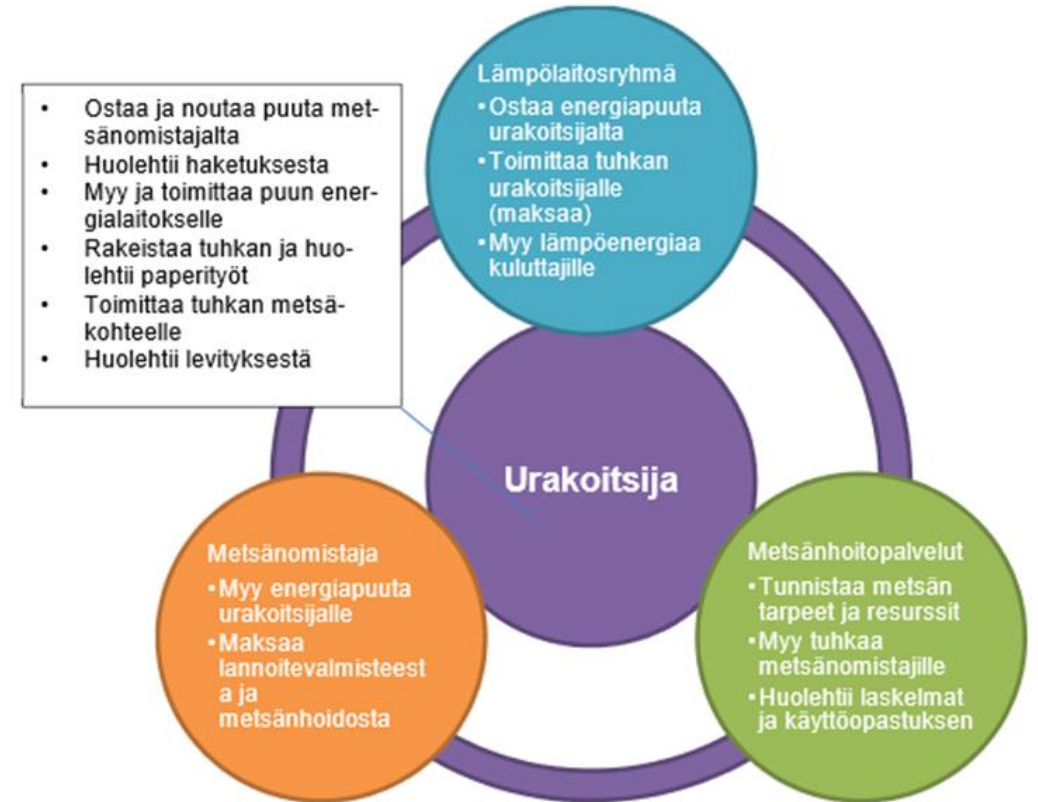 • Ostaa ja noutaa puuta met-
sänomistajalta
• Huolehtii haketuksesta
• Myy ja toimittaa puun ener-
gialaitokselle
• Rakeistaa tuhkan ja huo-
lehtii paperityöt
• Toimittaa tuhkan metsä-
kohteelle
• Huolehtii levityksestä
Lämpölaitosryhmä
• Ostaa energiapuuta
urakoitsijalta
• Toimittaa tuhkan
urakoitsijalle
(maksaa)
• Myy lämpöenergiaa
kuluttajille
Urakoitsija
Metsänomistaja
• Myy energiapuuta
urakoitsijalle
• Maksaa
lannoitevalmisteest
a ja
metsänhoidosta
Metsänhoitopalvelut
• Tunnistaa metsän
tarpeet ja resurssit
• Myy tuhkaa
metsänomistajille
• Huolehtii laskelmat
ja käyttöopastuksen